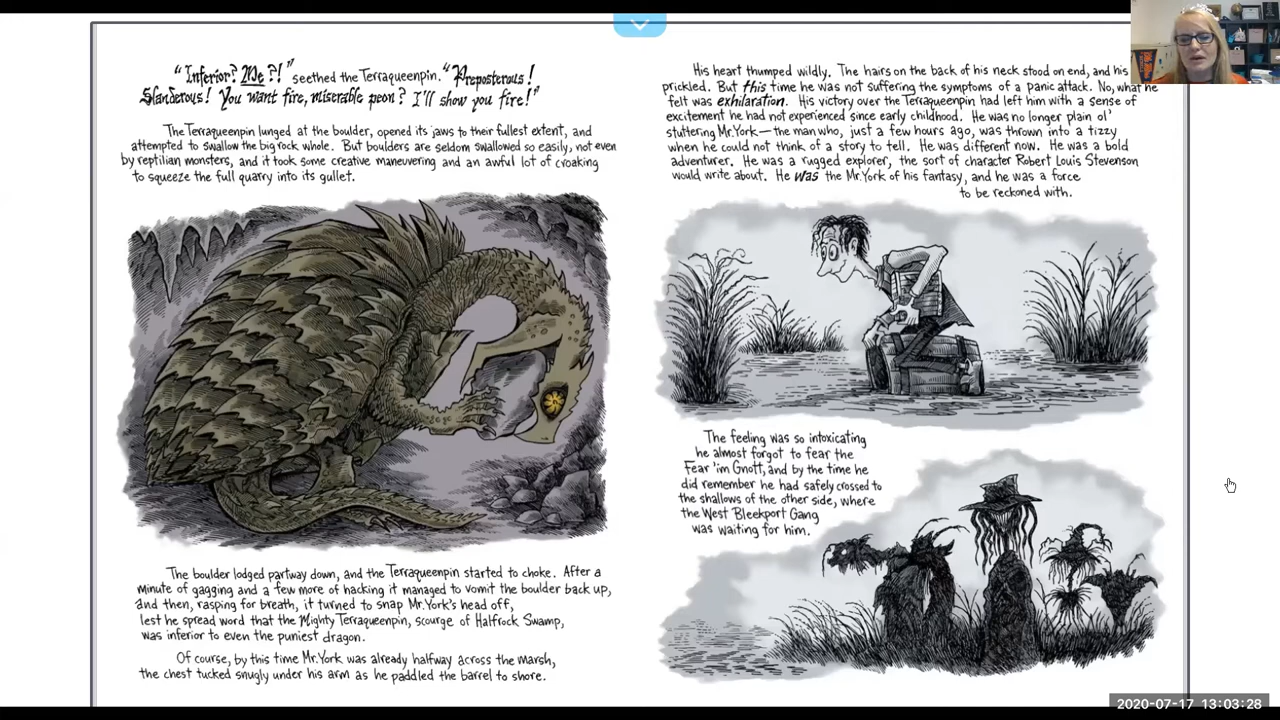 "Inferior? Me?!" seethed the Terraqueenpin. "Preposterous!
Slanderous! You want fire, miserable peon? I'll show you fire!"
The Terraqueenpin lunged at the boulder, opened its jaws to their fullest extent, and
attempted to swallow the big rock whole. But boulders are seldom swallowed so easily, not even
by reptilian monsters, and it took some creative maneuvering and an awful lot of croaking
to squeeze the full quarry into its gullet.
The boulder lodged partway down, and the Terraqueenpin started to choke. After a
minute of gagging and a few more of hacking it managed to vomit the boulder back up,
and then, rasping for breath, it turned to snap Mr. York's head off,
lest he spread word that the Mighty Terraqueenpin, scourge of Halfrock Swamp,
was inferior to even the puniest dragon.
Of course, by this time Mr. York was already halfway across the marsh,
the chest tucked snugly under his arm as he paddled the barrel to shore.
His heart thumped wildly. The hairs on the back of his neck stood on end, and his
prickled. But this time he was not suffering the symptoms of a panic attack. No, what he
felt was exhilaration. His victory over the Terraqueenpin had left him with a sense of
excitement he had not experienced since early childhood. He was no longer plain ol'
stuttering Mr. York—the man who, just a few hours ago, was thrown into a tizzy
when he could not think of a story to tell. He was different now. He was a bold
adventurer. He was a rugged explorer, the sort of character Robert Louis Stevenson
would write about. He was the Mr. York of his fantasy, and he was a force
to be reckoned with.
The feeling was so intoxicating
he almost forgot to fear the
Fear 'im Gnott, and by the time he
did remember he had safely crossed to
the shallows of the other side, where
the West Bleekport Gang
was waiting for him.
2020-07-17 13:03:28